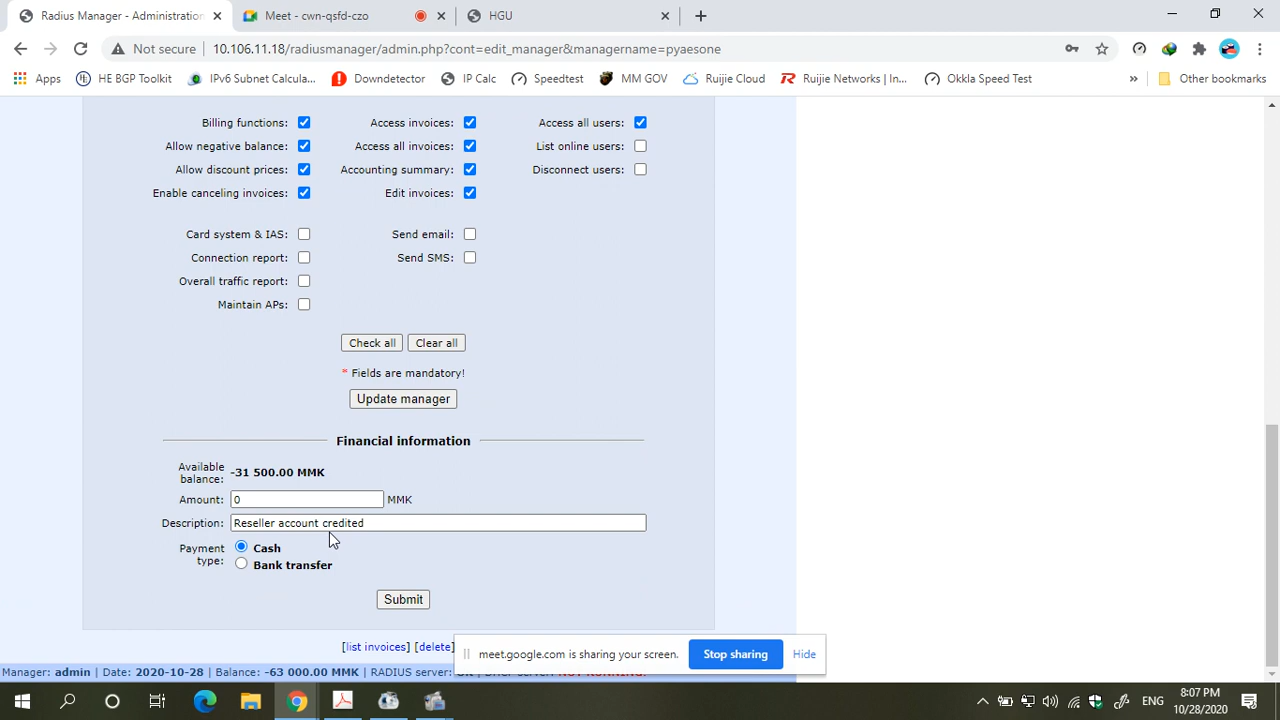 Radius Manager - Administration
Meet - cwn-qsfd-czo
HGU
Not secure
10.106.11.18/radiusmanager/admin.php?cont=edit_manager&managername=pyaesone
Apps
HE BGP Toolkit
IPv6 Subnet Calcula...
Downdetector
IP Calc
Speedtest
MM GOV
Ruijie Cloud
Ruijie Networks | In...
Okkla Speed Test
»
Other bookmarks
Billing functions: Access invoices: Access all users:
Allow negative balance: Access all invoices: List online users:
Allow discount prices: Accounting summary: Disconnect users:
Enable canceling invoices: Edit invoices:
Card system & IAS: Send email:
Connection report: Send SMS:
Overall traffic report:
Maintain APs:
Check all Clear all
* Fields are mandatory!
Update manager
Financial information
Available balance: -31 500.00 MMK
Amount: 0 MMK
Description: Reseller account credited
Payment type: Cash
Bank transfer
Submit
[list invoices] [delete]
meet.google.com is sharing your screen. Stop sharing Hide
Manager: admin | Date: 2020-10-28 | Balance: -63 000.00 MMK | RADIUS server:
ENG
8:07 PM
10/28/2020